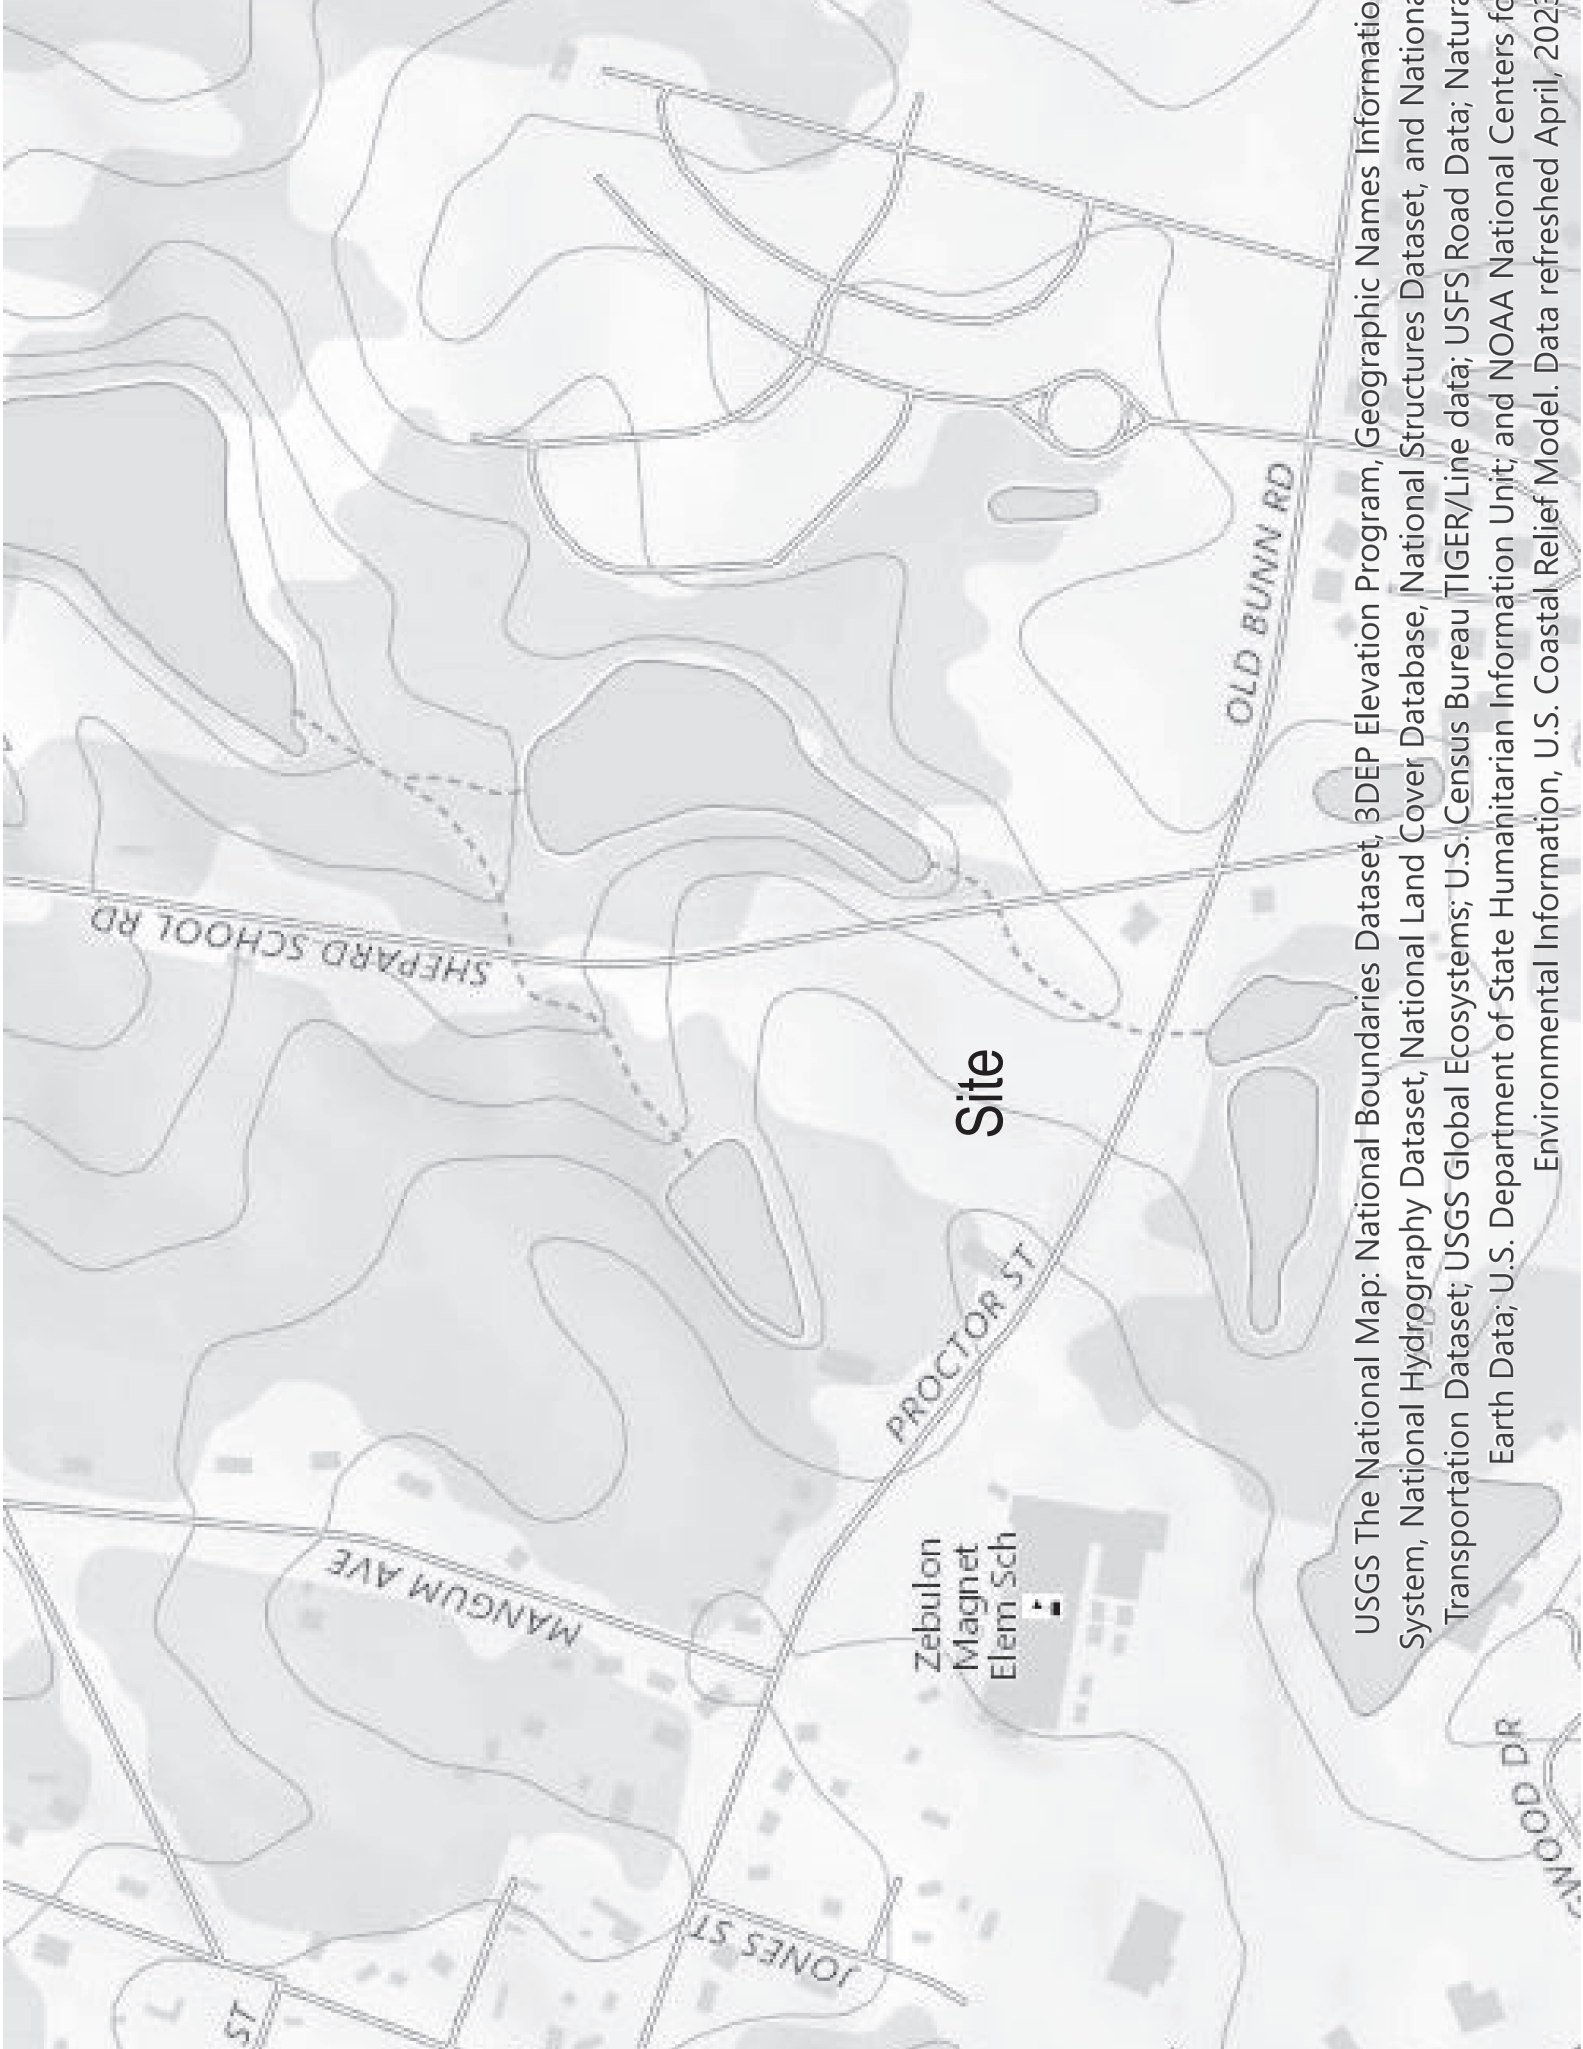 SHEPARD SCHOOL RD
OLD BUNN RD
Site
PROCTOR ST
MANGUM AVE
Zebulon
Magnet
Elem Sch
JONES ST
ST
GWOOD DR
USGS The National Map: National Boundaries Dataset, 3DEP Elevation Program, Geographic Names Informatio
System, National Hydrography Dataset, National Land Cover Database, National Structures Dataset, and Nationa
Transportation Dataset; USGS Global Ecosystems; U.S. Census Bureau TIGER/Line data; USFS Road Data; Natura
Earth Data; U.S. Department of State Humanitarian Information Unit; and NOAA National Centers fo
Environmental Information, U.S. Coastal Relief Model. Data refreshed April, 2023